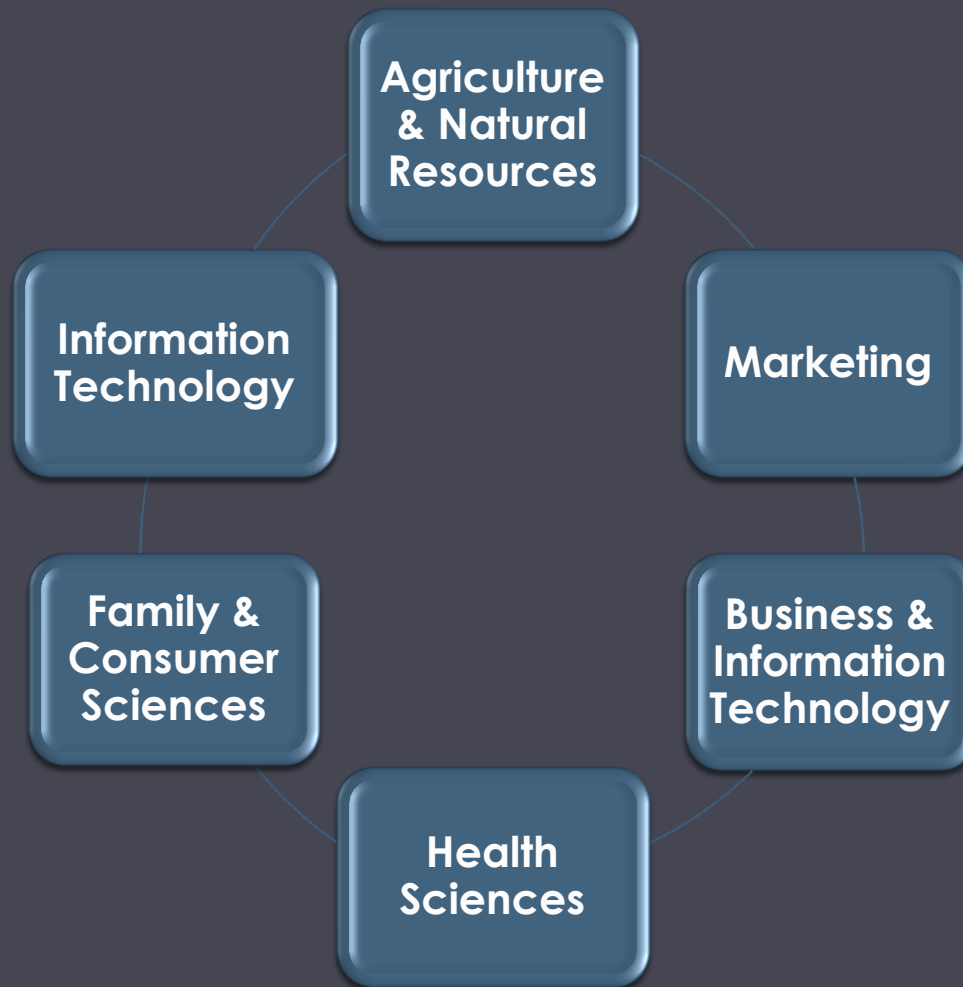 Agriculture
& Natural
Resources
Marketing
Business &
Information
Technology
Health
Sciences
Family &
Consumer
Sciences
Information
Technology